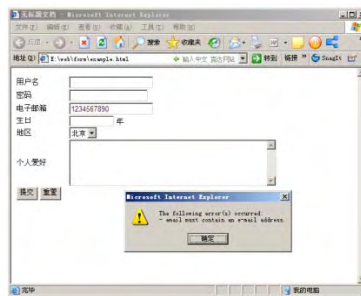 无标题文档 - Microsoft Internet Explorer
文件(F) 编辑(E) 查看(V) 收藏(A) 工具(T) 帮助(H)
后退 搜索 收藏夹
地址(D) E:\web\form\example.html 转到 链接 » SnagIt
用户名
密码
电子邮箱 1234567890
生日 年
地区 北京
个人爱好
提交 重置
Microsoft Internet Explorer
The following error(s) occurred:
- email must contain an e-mail address.
确定
完毕 我的电脑